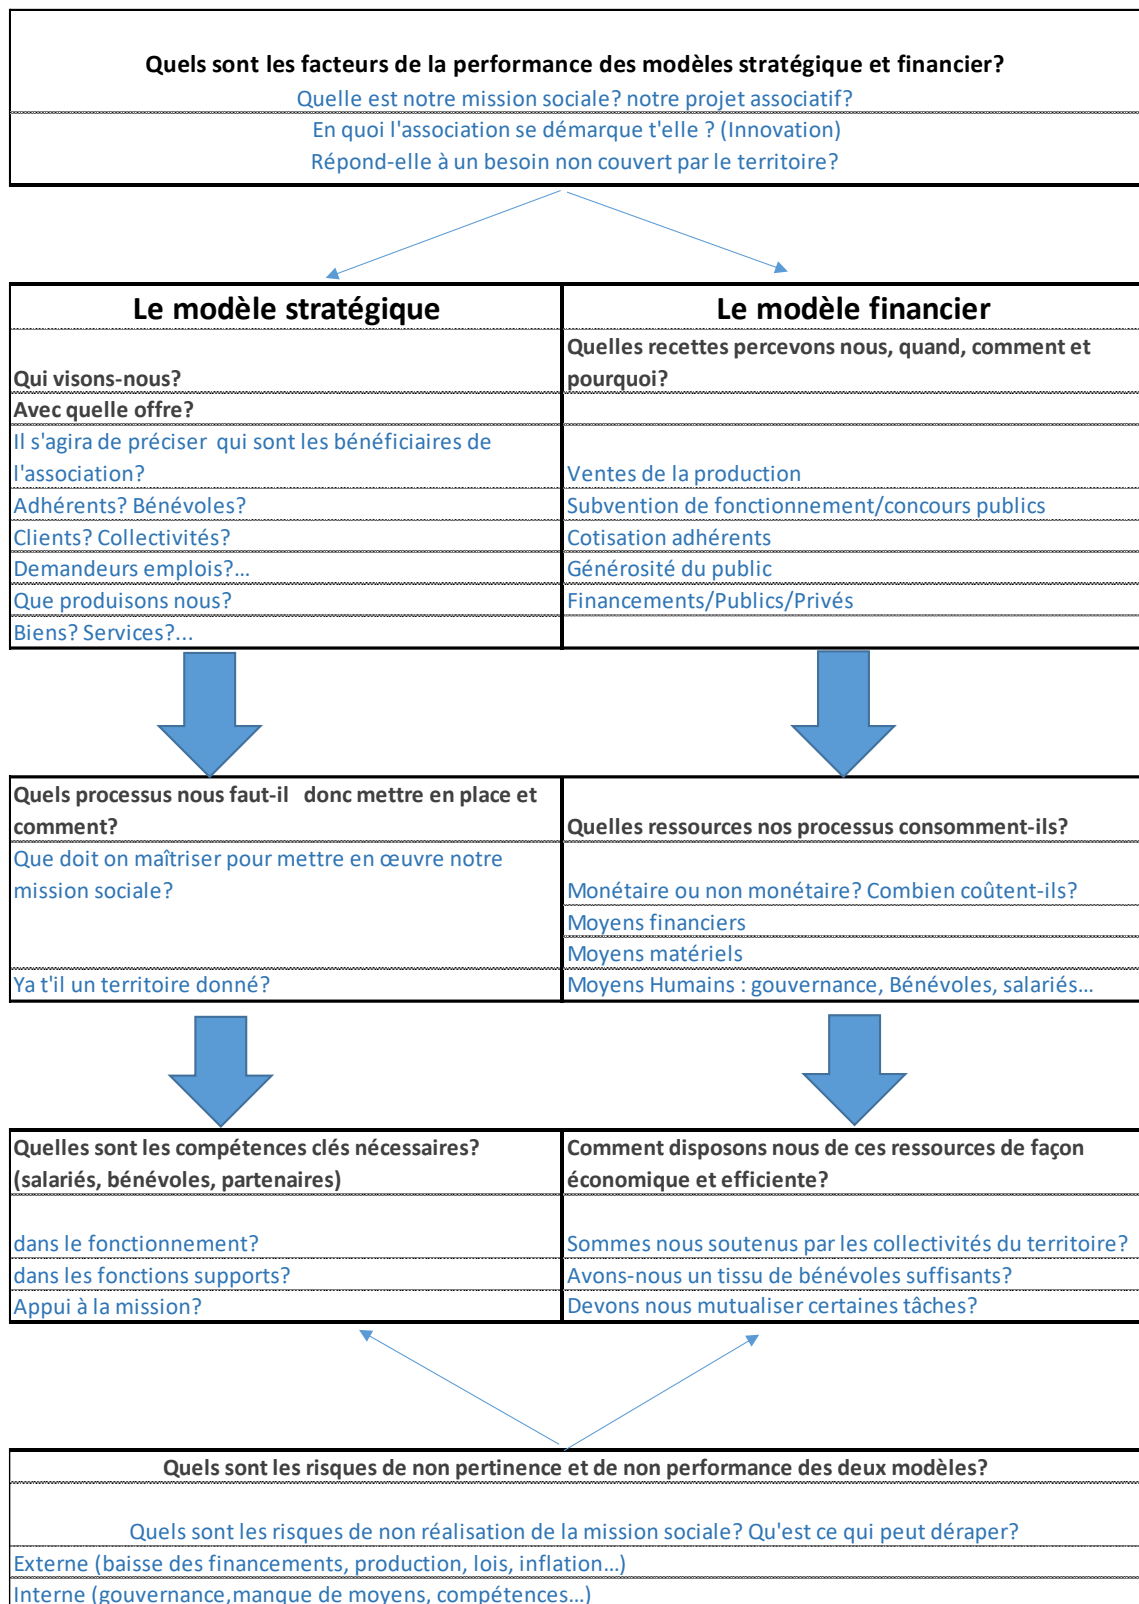 Quels sont les facteurs de la performance des modèles stratégique et financier?
Quelle est notre mission sociale? notre projet associatif?
En quoi l'association se démarque t'elle ? (Innovation)
Répond-elle à un besoin non couvert par le territoire?
Le modèle stratégique
Le modèle financier
Qui visons-nous?
Quelles recettes percevons nous, quand, comment et
pourquoi?
Avec quelle offre?
Il s'agira de préciser  qui sont les bénéficiaires de
l'association?
Ventes de la production
Adhérents? Bénévoles?
Subvention de fonctionnement/concours publics
Clients? Collectivités?
Cotisation adhérents
Demandeurs emplois?...
Générosité du public
Que produisons nous?
Financements/Publics/Privés
Biens? Services?...
Quels processus nous faut-il   donc mettre en place et
comment?
Quelles ressources nos processus consomment-ils?
Que doit on maîtriser pour mettre en œuvre notre
mission sociale?
Monétaire ou non monétaire? Combien coûtent-ils?
Moyens financiers
Moyens matériels
Ya t'il un territoire donné?
Moyens Humains : gouvernance, Bénévoles, salariés...
Quelles sont les compétences clés nécessaires?
(salariés, bénévoles, partenaires)
Comment disposons nous de ces ressources de façon
économique et efficiente?
dans le fonctionnement?
Sommes nous soutenus par les collectivités du territoire?
dans les fonctions supports?
Avons-nous un tissu de bénévoles suffisants?
Appui à la mission?
Devons nous mutualiser certaines tâches?
Quels sont les risques de non pertinence et de non performance des deux modèles?
Quels sont les risques de non réalisation de la mission sociale? Qu'est ce qui peut déraper?
Externe (baisse des financements, production, lois, inflation...)
Interne (gouvernance,manque de moyens, compétences...)